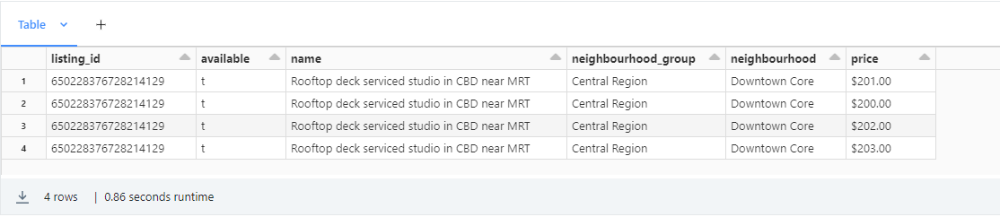 Table +
listing_id available name neighbourhood_group neighbourhood price
1 650228376728214129 t Rooftop deck serviced studio in CBD near MRT Central Region Downtown Core $201.00
2 650228376728214129 t Rooftop deck serviced studio in CBD near MRT Central Region Downtown Core $200.00
3 650228376728214129 t Rooftop deck serviced studio in CBD near MRT Central Region Downtown Core $202.00
4 650228376728214129 t Rooftop deck serviced studio in CBD near MRT Central Region Downtown Core $203.00
4 rows | 0.86 seconds runtime